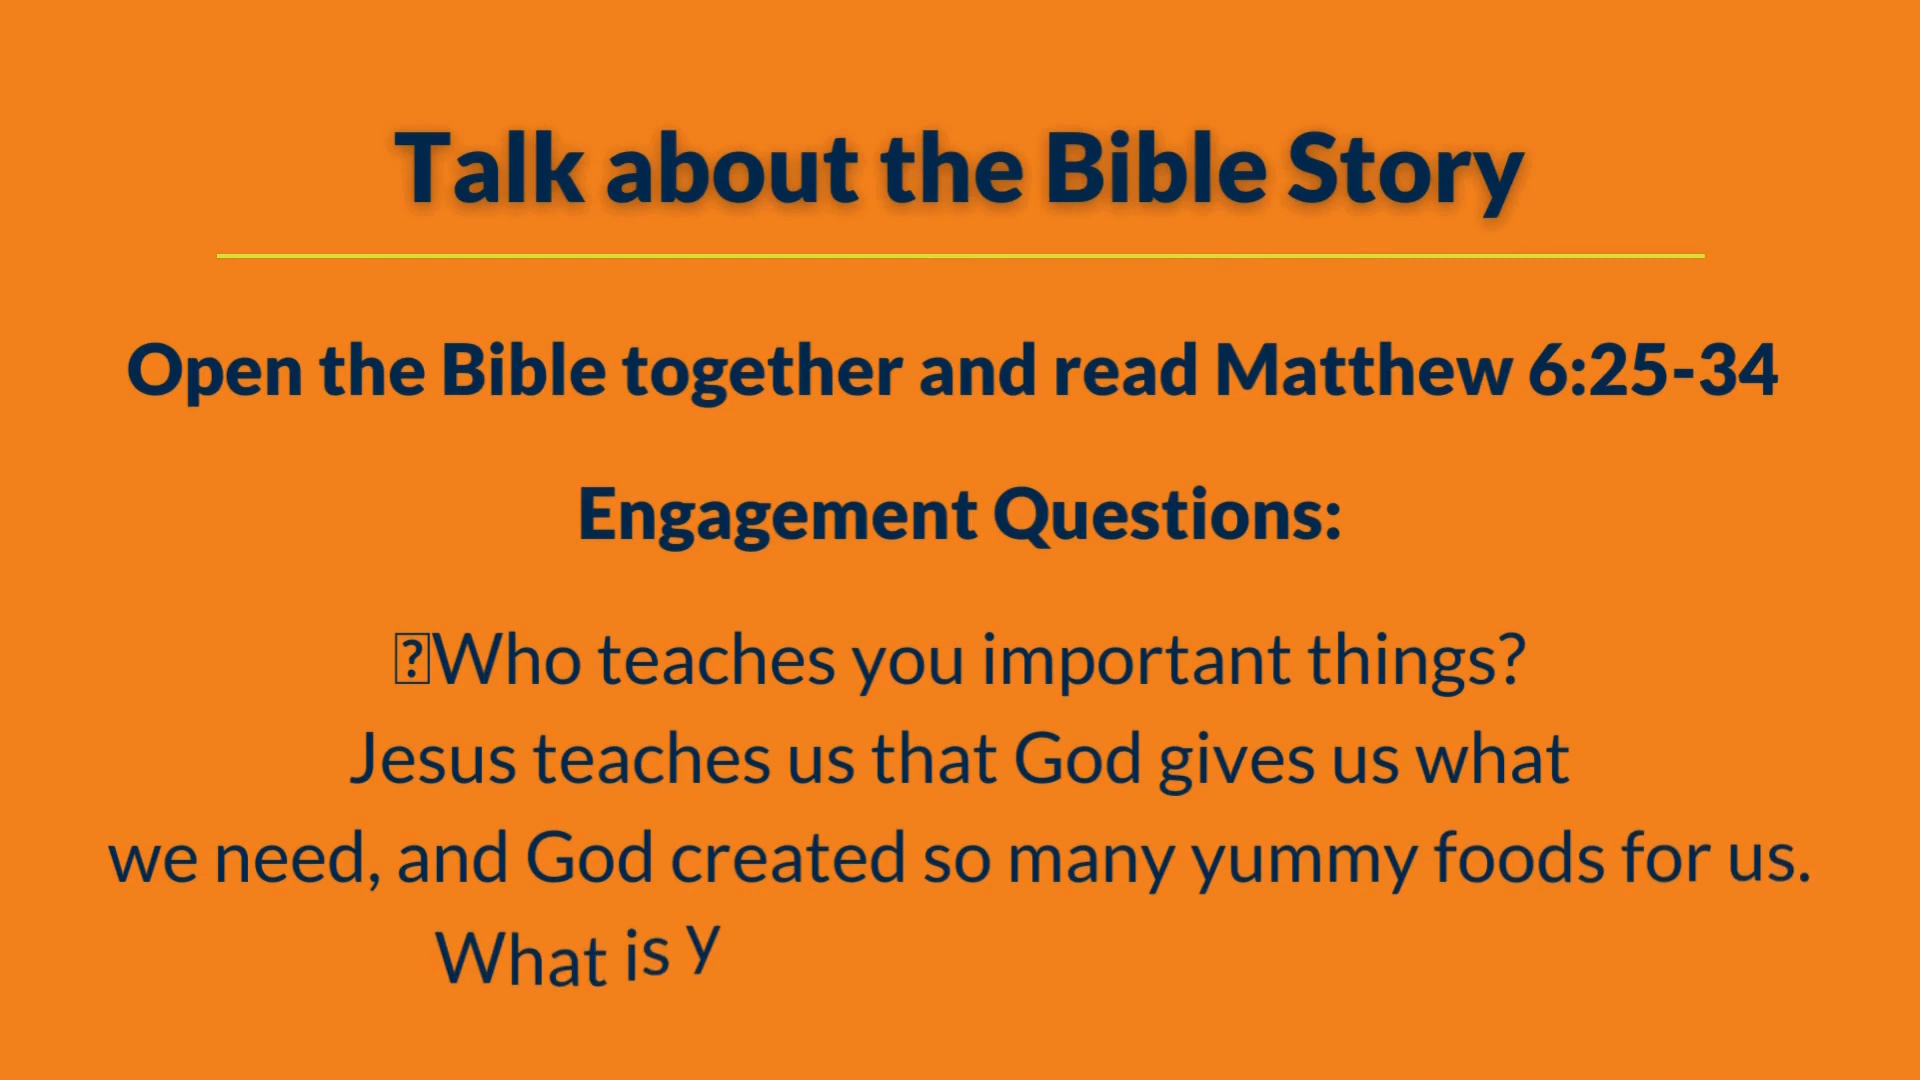 Talk about the Bible Story
Open the Bible together and read Matthew 6:25-34
Engagement Questions:
Who teaches you important things?
Jesus teaches us that God gives us what
we need, and God created so many yummy foods for us.
What is y